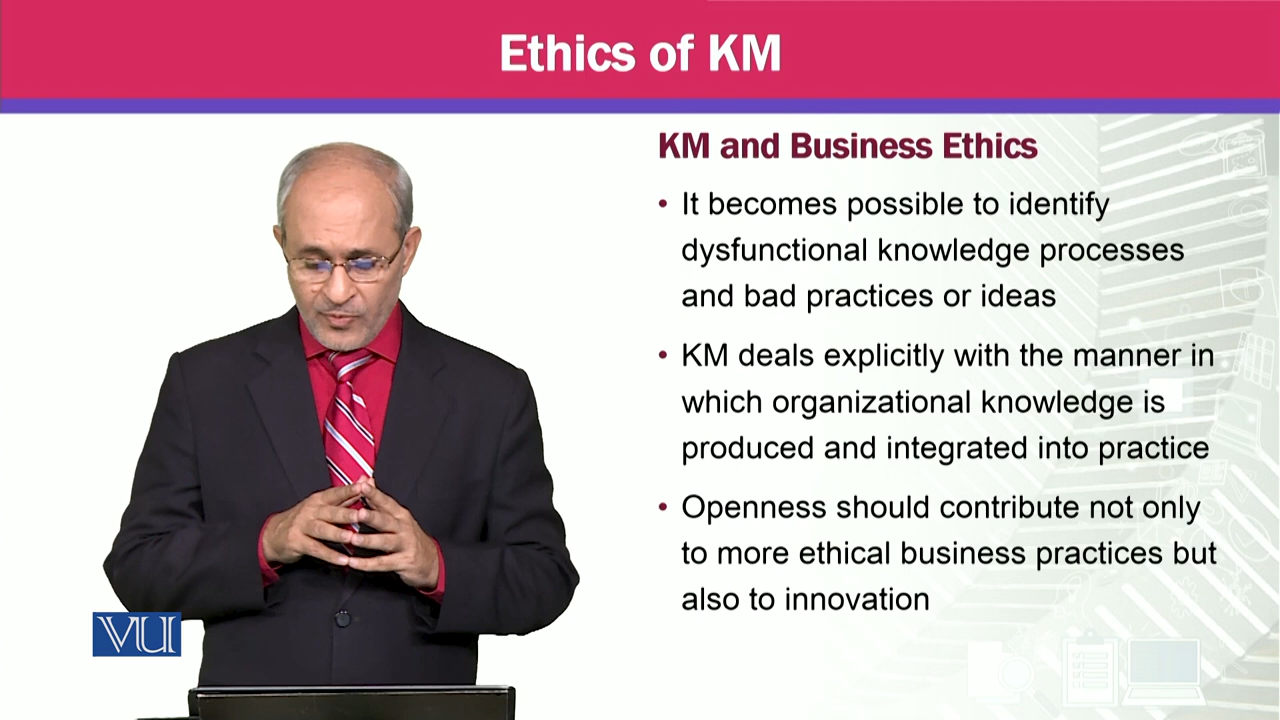 Ethics of KM
KM and Business Ethics
• It becomes possible to identify
dysfunctional knowledge processes
and bad practices or ideas
• KM deals explicitly with the manner in
which organizational knowledge is
produced and integrated into practice
• Openness should contribute not only
to more ethical business practices but
also to innovation
VU